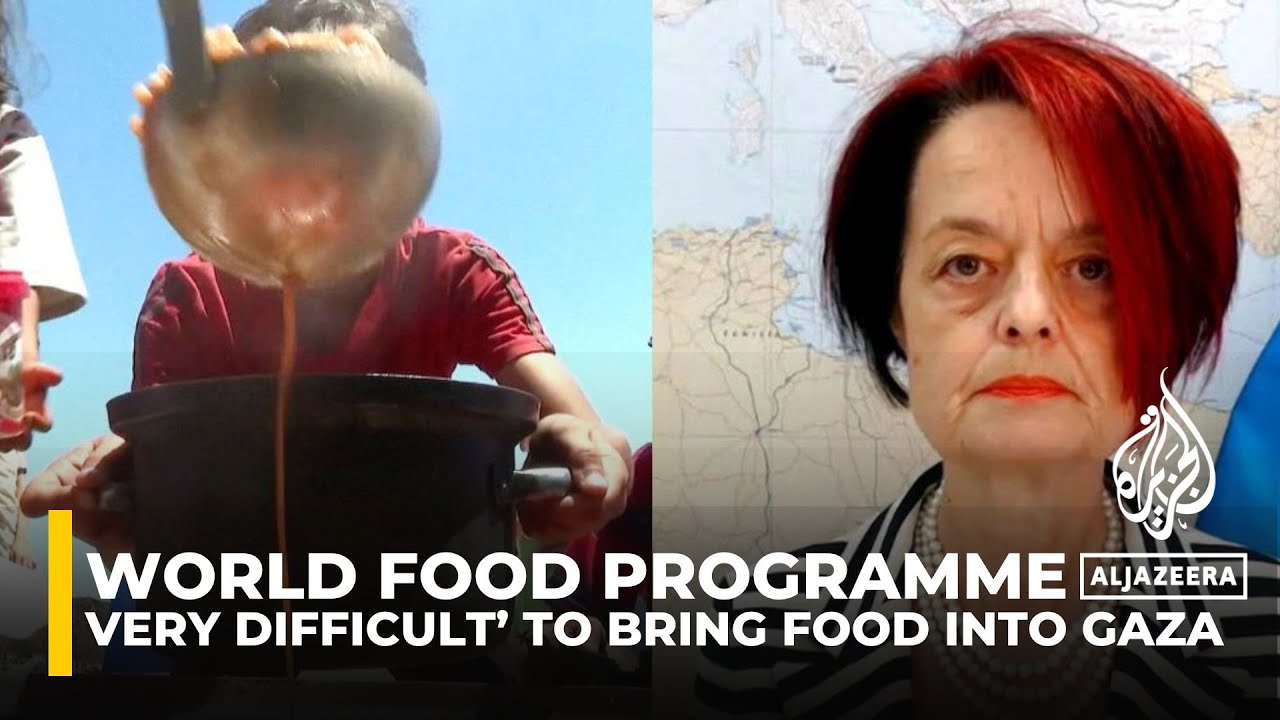 WORLD FOOD PROGRAMME
ALJAZEERA
VERY DIFFICULT’ TO BRING FOOD INTO GAZA
الجزيرة